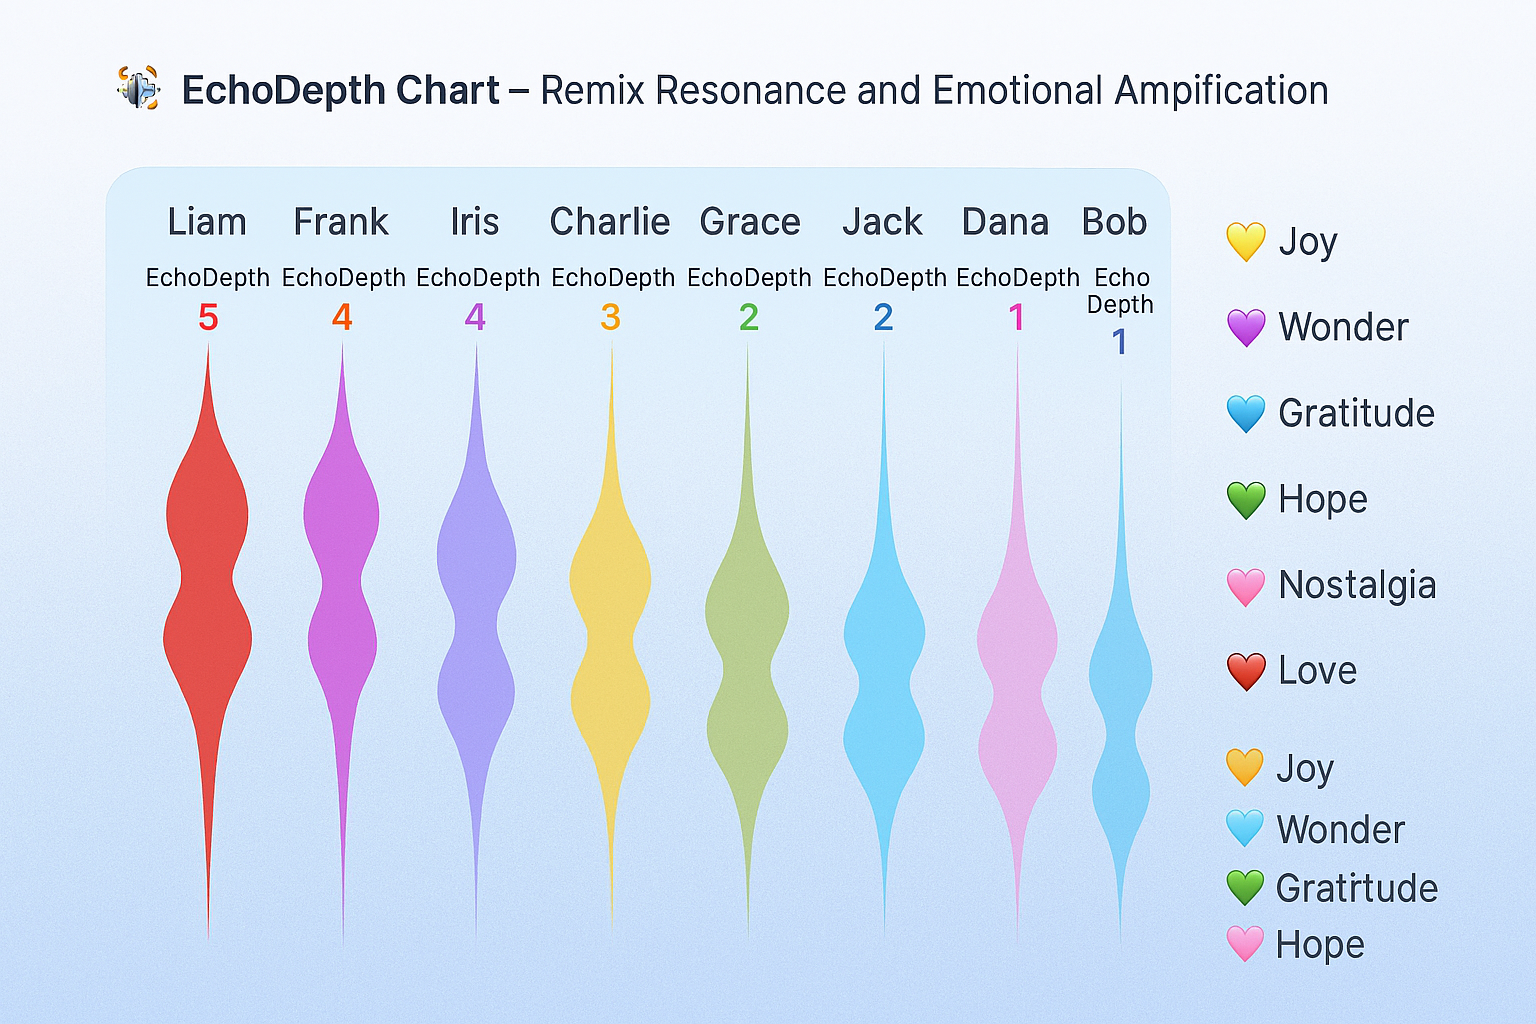 EchoDepth Chart – Remix Resonance and Emotional Ampification
Liam Frank Iris Charlie Grace Jack Dana Bob
EchoDepth EchoDepth EchoDepth EchoDepth EchoDepth EchoDepth EchoDepth Echo
Depth
5 4 4 3 2 2 1 1
Joy
Wonder
Gratitude
Hope
Nostalgia
Love
Joy
Wonder
Gratrtude
Hope